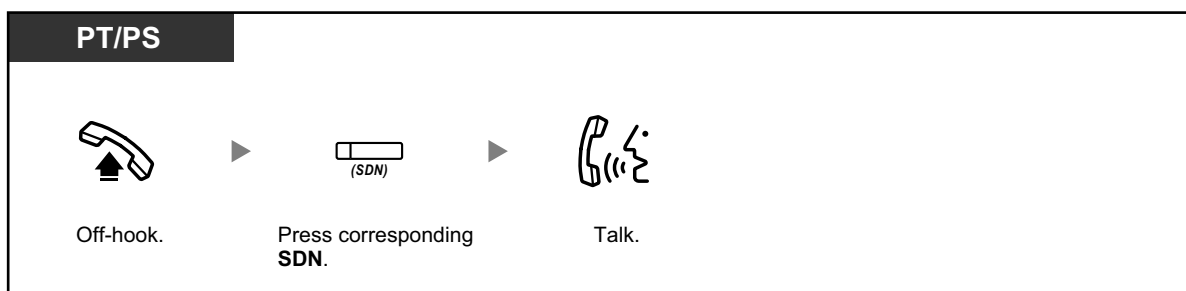 PT/PS
(SDN)
Off-hook.
Press corresponding
SDN.
Talk.